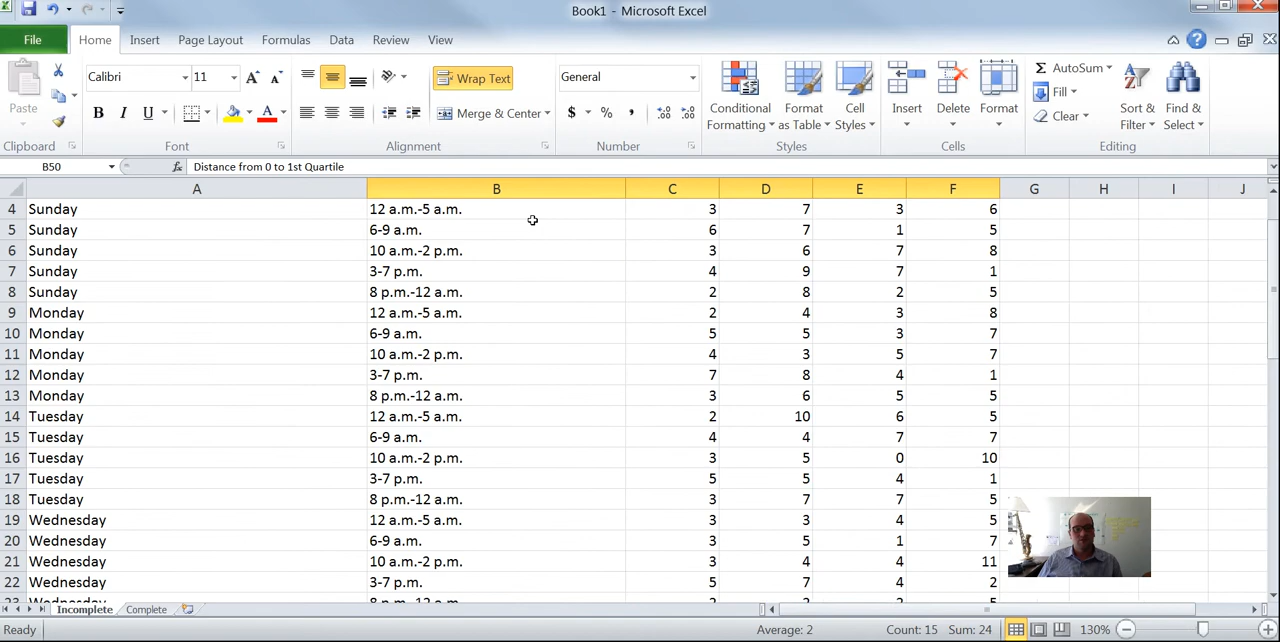 Book1 - Microsoft Excel
File Home Insert Page Layout Formulas Data Review View
Paste
Calibri 11
B I U
Wrap Text
Merge & Center
General
$ % ,
Conditional Formatting
Format as Table
Cell Styles
Insert Delete Format
Σ AutoSum
Fill
Clear
Sort & Filter
Find & Select
Clipboard Font Alignment Number Styles Cells Editing
B50 fx Distance from 0 to 1st Quartile
A B C D E F G H I J
4 Sunday 12 a.m.-5 a.m. 3 7 3 6
5 Sunday 6-9 a.m. 6 7 1 5
6 Sunday 10 a.m.-2 p.m. 3 6 7 8
7 Sunday 3-7 p.m. 4 9 7 1
8 Sunday 8 p.m.-12 a.m. 2 8 2 5
9 Monday 12 a.m.-5 a.m. 2 4 3 8
10 Monday 6-9 a.m. 5 5 3 7
11 Monday 10 a.m.-2 p.m. 4 3 5 7
12 Monday 3-7 p.m. 7 8 4 1
13 Monday 8 p.m.-12 a.m. 3 6 5 5
14 Tuesday 12 a.m.-5 a.m. 2 10 6 5
15 Tuesday 6-9 a.m. 4 4 7 7
16 Tuesday 10 a.m.-2 p.m. 3 5 0 10
17 Tuesday 3-7 p.m. 5 5 4 1
18 Tuesday 8 p.m.-12 a.m. 3 7 7 5
19 Wednesday 12 a.m.-5 a.m. 3 3 4 5
20 Wednesday 6-9 a.m. 3 5 1 7
21 Wednesday 10 a.m.-2 p.m. 3 4 4 11
22 Wednesday 3-7 p.m. 5 7 4 2
Incomplete Complete
Ready Average: 2 Count: 15 Sum: 24 130%